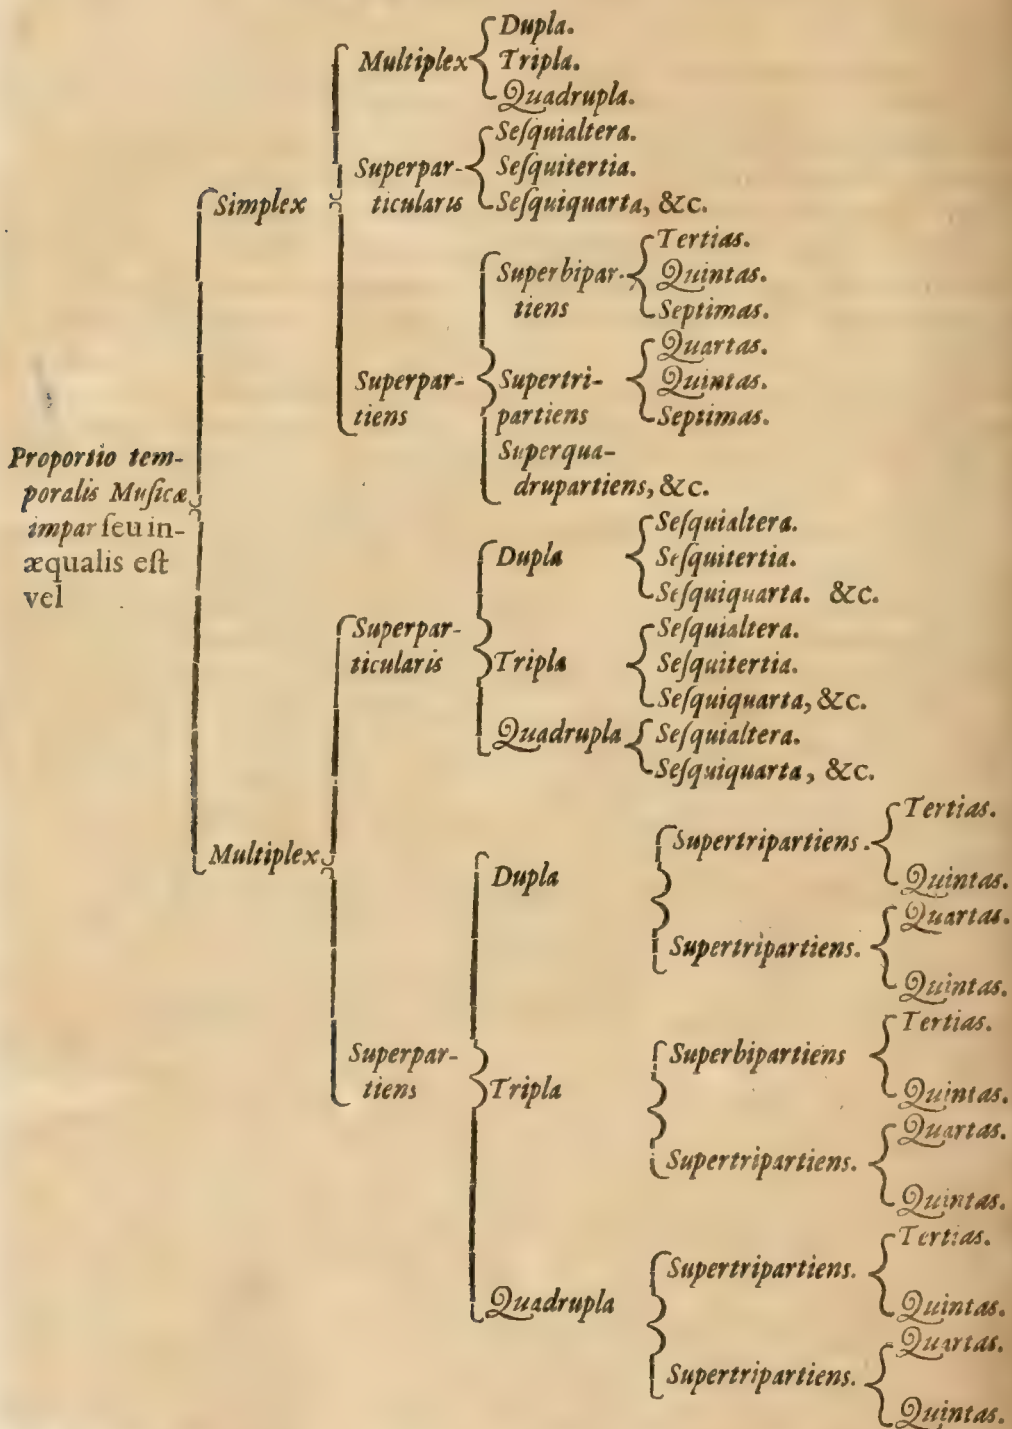 Dupla.
Multiplex
Tripla.
Quadrupla.
Seſquialtera.
Superpar-
ticularis
Seſquitertia.
Seſquiquarta, &c.
Simplex
Tertias.
Superbipar-
tiens
Quintas.
Septimas.
Quartas.
Superpar-
tiens
Supertri-
partiens
Quintas.
Septimas.
Superqua-
drupartiens, &c.
Proportio tem-
poralis Muſicæ
impar ſeu in-
æqualis eſt
vel
Seſquialtera.
Dupla
Seſquitertia.
Seſquiquarta. &c.
Superpar-
ticularis
Seſquialtera.
Tripla
Seſquitertia.
Seſquiquarta, &c.
Quadrupla
Seſquialtera.
Seſquiquarta, &c.
Multiplex
Dupla
Supertripartiens.
Tertias.
Quintas.
Supertripartiens.
Quartas.
Quintas.
Superpar-
tiens
Tripla
Superbipartiens
Tertias.
Quintas.
Supertripartiens.
Quartas.
Quintas.
Quadrupla
Supertripartiens.
Tertias.
Quintas.
Supertripartiens.
Quartas.
Quintas.